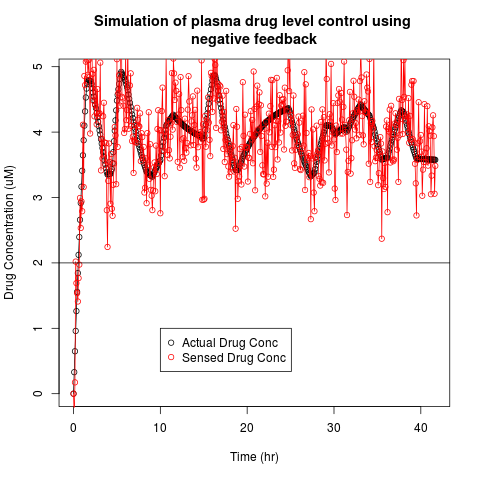 Simulation of plasma drug level control using
negative feedback
Drug Concentration (uM)
5
4
3
2
1
0
Actual Drug Conc
Sensed Drug Conc
0 10 20 30 40
Time (hr)